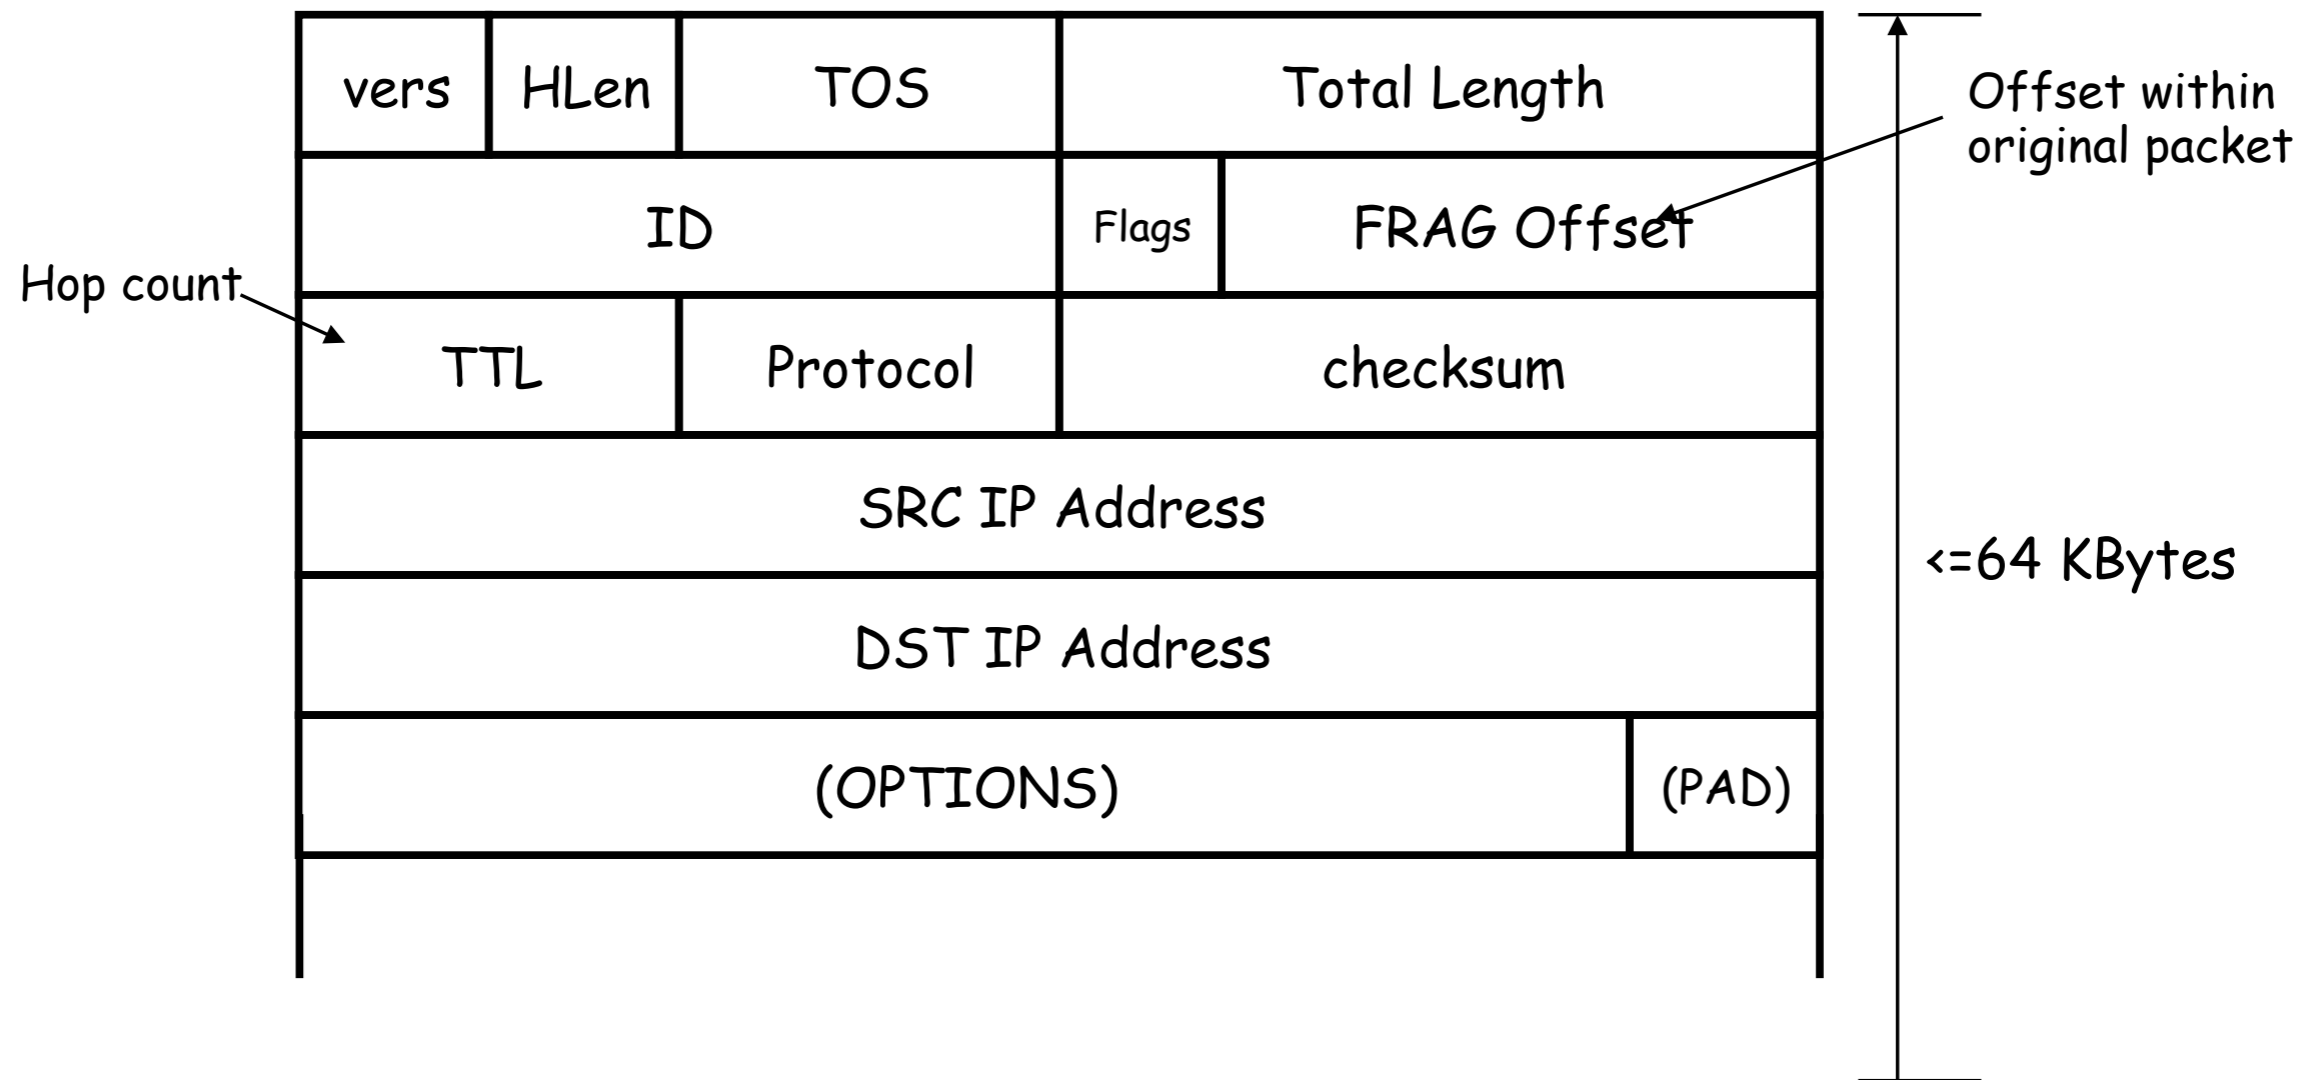 vers HLen TOS Total Length
Offset within
original packet
ID Flags FRAG Offset
Hop count
TTL Protocol checksum
SRC IP Address
<=64 KBytes
DST IP Address
(OPTIONS) (PAD)